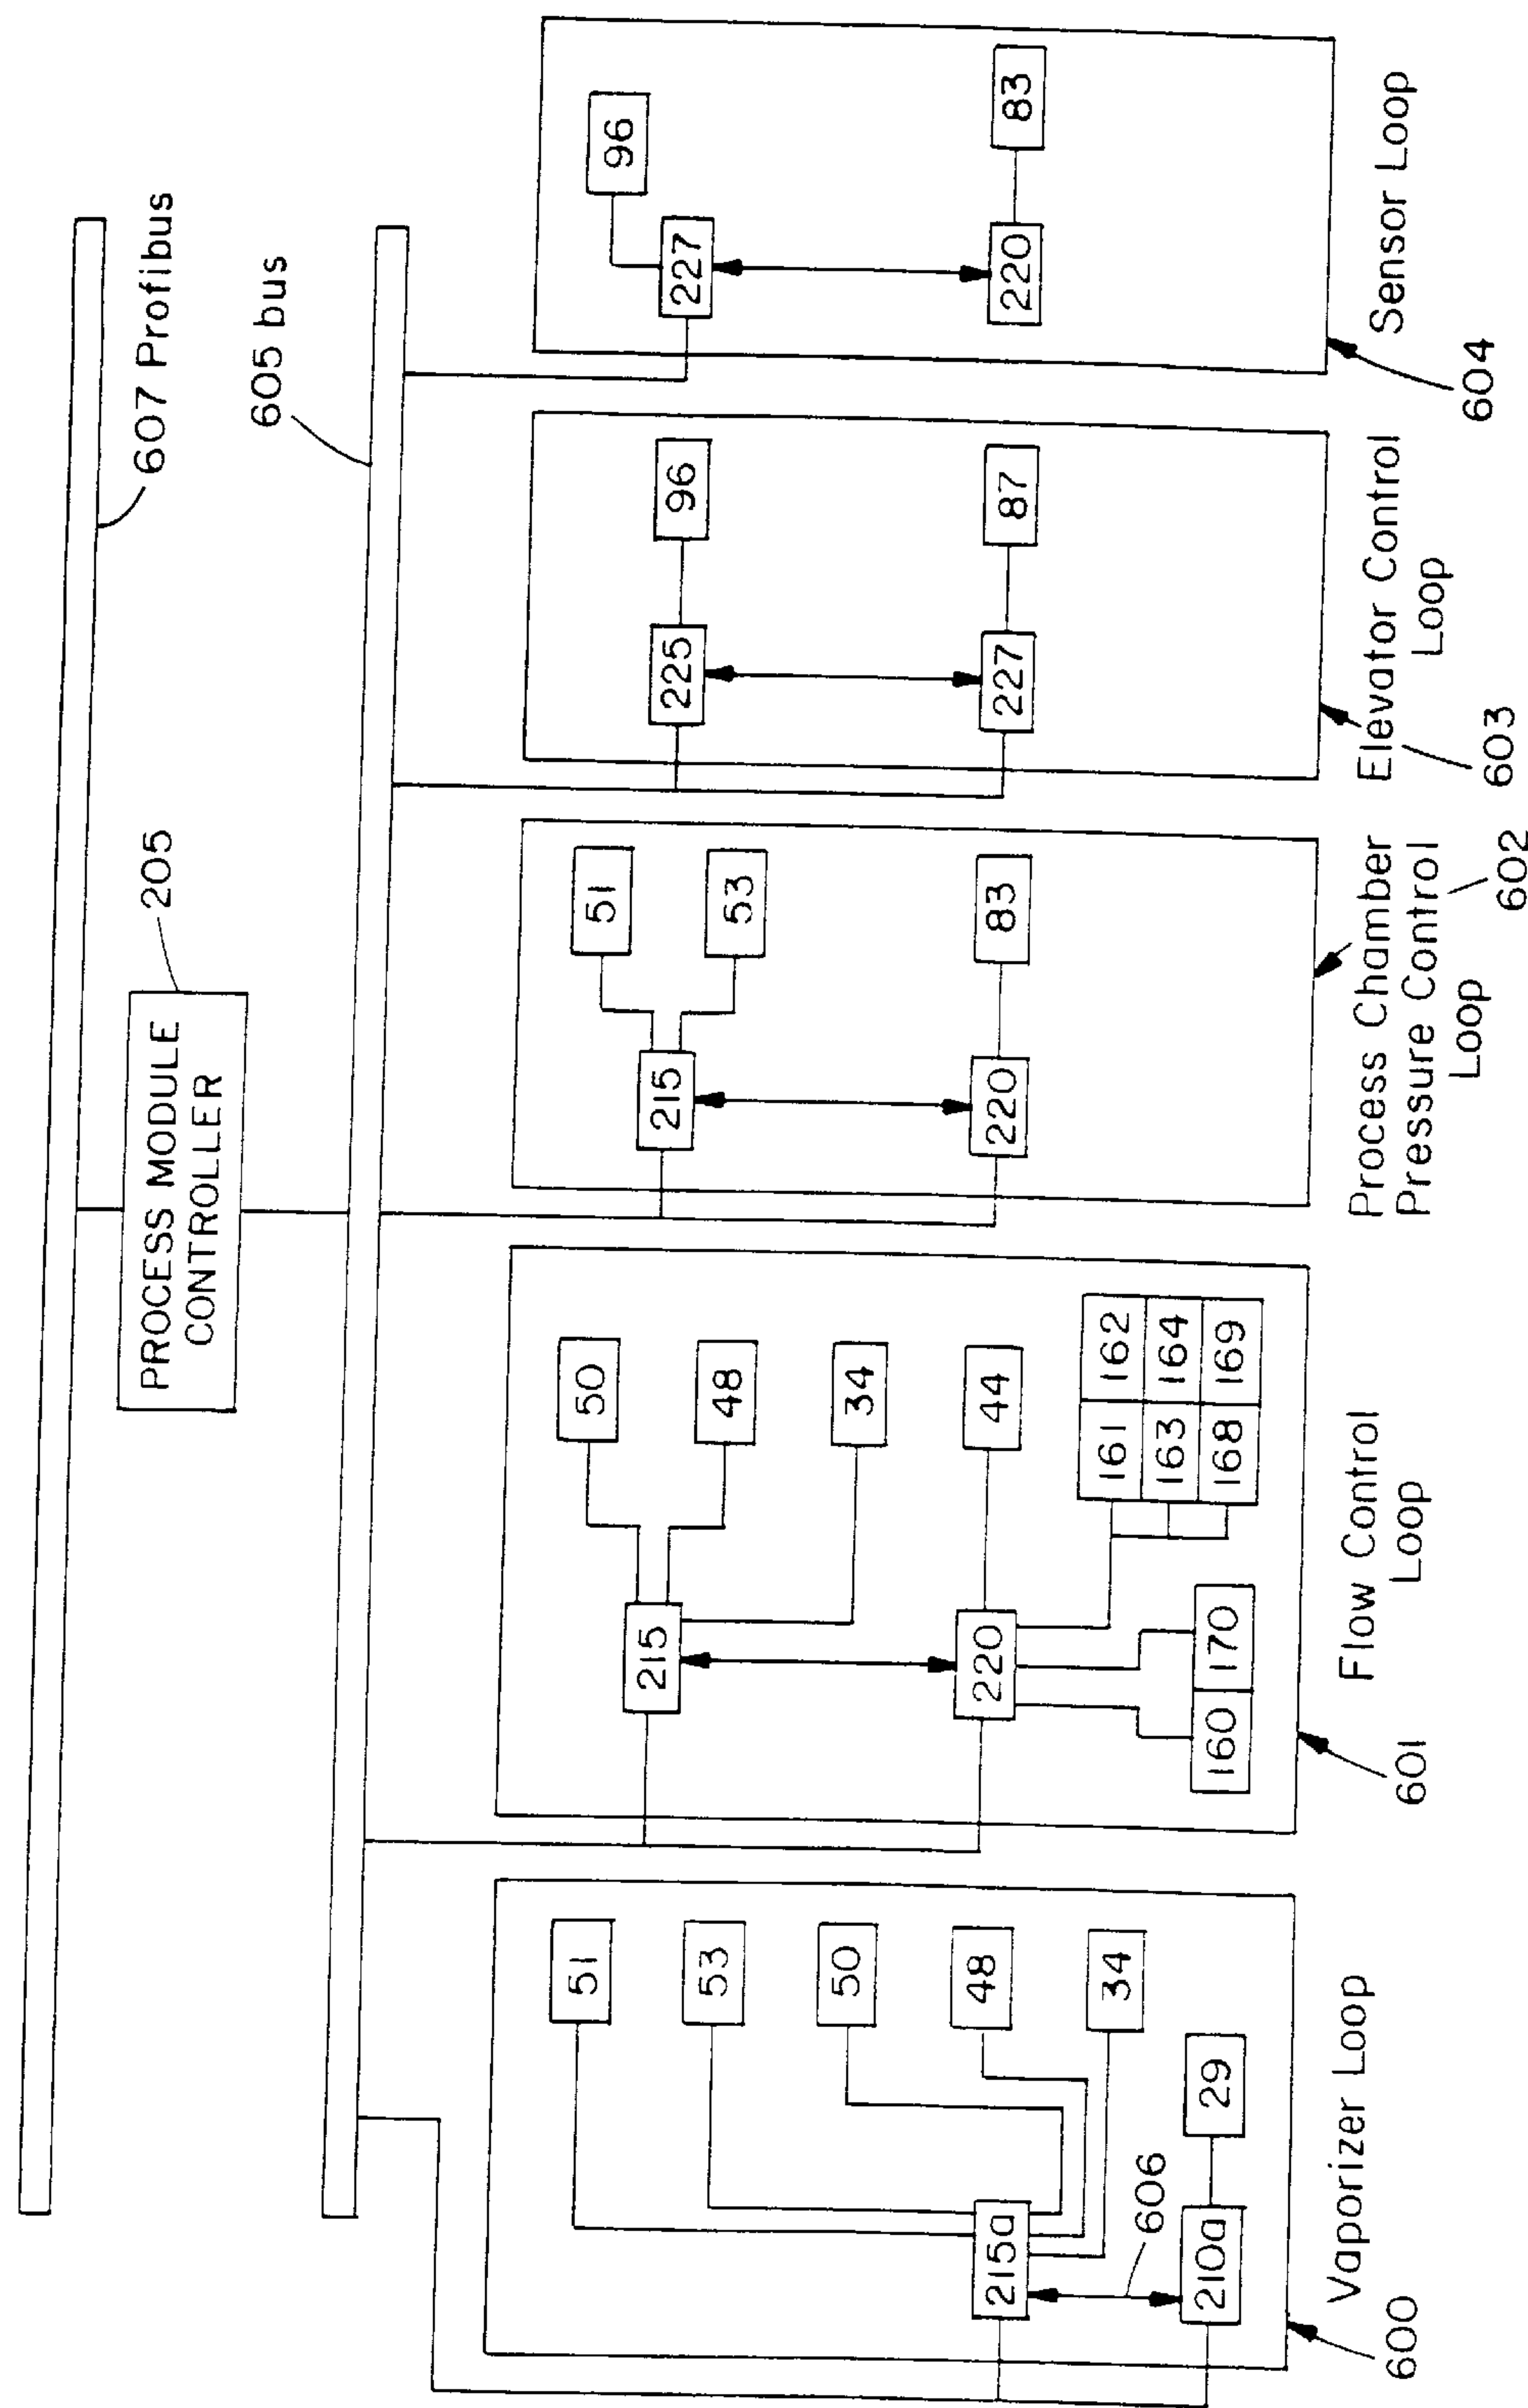 607 Profibus
PROCESS MODULE
CONTROLLER
205
605 bus
51
53
50
48
34
215a
606
210a
29
Vaporizer Loop
600
50
48
34
44
215
220
161 162
163 164
168 169
160 170
Flow Control
Loop
601
51
53
215
220
83
Process Chamber
Pressure Control
Loop
602
96
225
227
87
Elevator Control
Loop
603
96
227
220
83
Sensor Loop
604